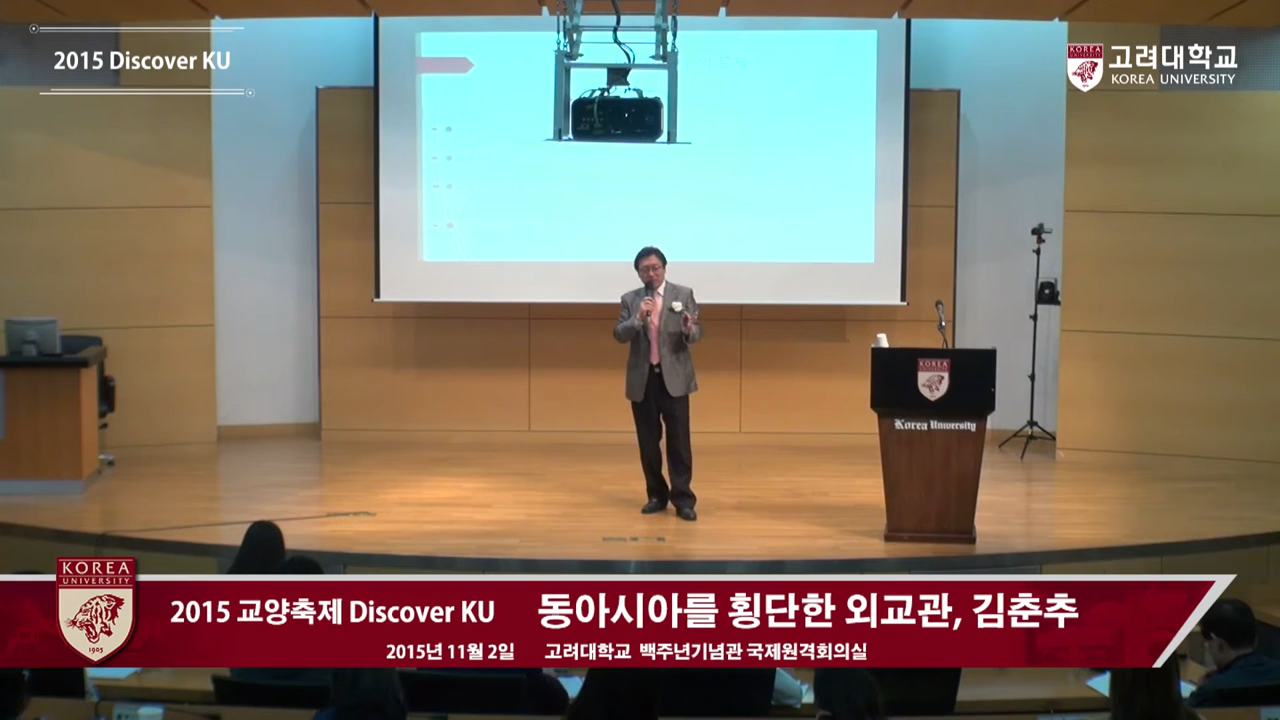 2015 Discover KU
KOREA
고려대학교
KOREA UNIVERSITY
KOREA
UNIVERSITY
Korea University
KOREA
UNIVERSITY
1905
2015 교양축제 Discover KU
동아시아를 횡단한 외교관, 김춘추
2015년 11월 2일
고려대학교 백주년기념관 국제원격회의실